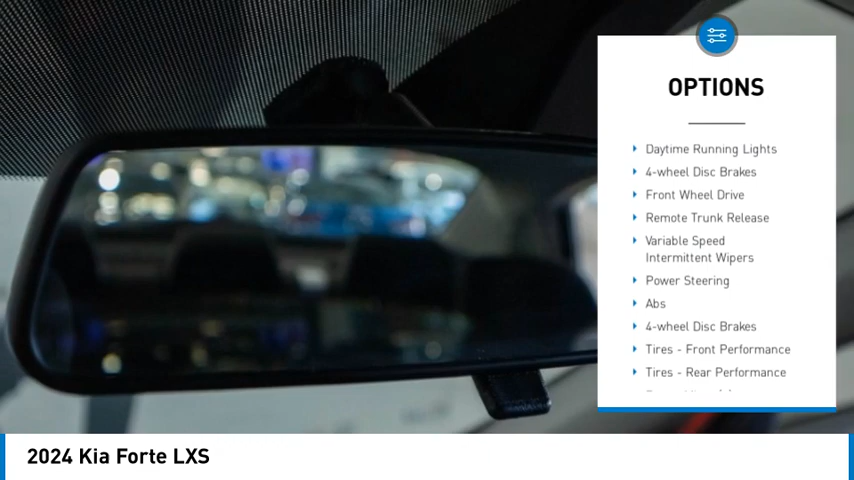 OPTIONS
Daytime Running Lights
4-wheel Disc Brakes
Front Wheel Drive
Remote Trunk Release
Variable Speed
Intermittent Wipers
Power Steering
Abs
4-wheel Disc Brakes
Tires - Front Performance
Tires - Rear Performance
2024 Kia Forte LXS